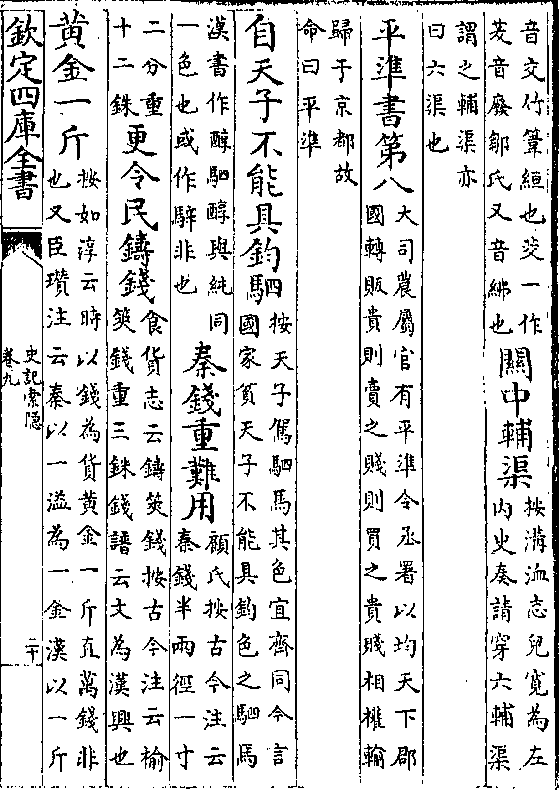 音交竹葦絙也茭一作
茇音廢鄒氏又音紼也
關中輔渠
按溝洫志兒寬為左
内史奏請穿六輔渠
謂之輔渠亦
曰六渠也
平準書第八
大司農屬官有平準令丞署以均天下郡
國轉販貴則賣之賤則買之貴賤相權輸
歸于京都故
命曰平準
自天子不能具鈞駟
按天子駕駟馬其色宜齊同今言
國家貧天子不能具鈞色之駟馬
漢書作醇駟醇與純同
一色也或作騂非也
秦錢重難用
顧氏按古今注云
秦錢半兩徑一寸
二分重
十二銖
更令民鑄錢
食貨志云鑄莢錢按古今注云榆
莢錢重三銖錢譜云文為漢興也
黃金一斤
按如淳云時以錢為貨黃金一斤直萬錢非
也又臣瓚注云秦以一溢為一金漢以一斤
欽定四庫全書
史記索隱
卷九
二十